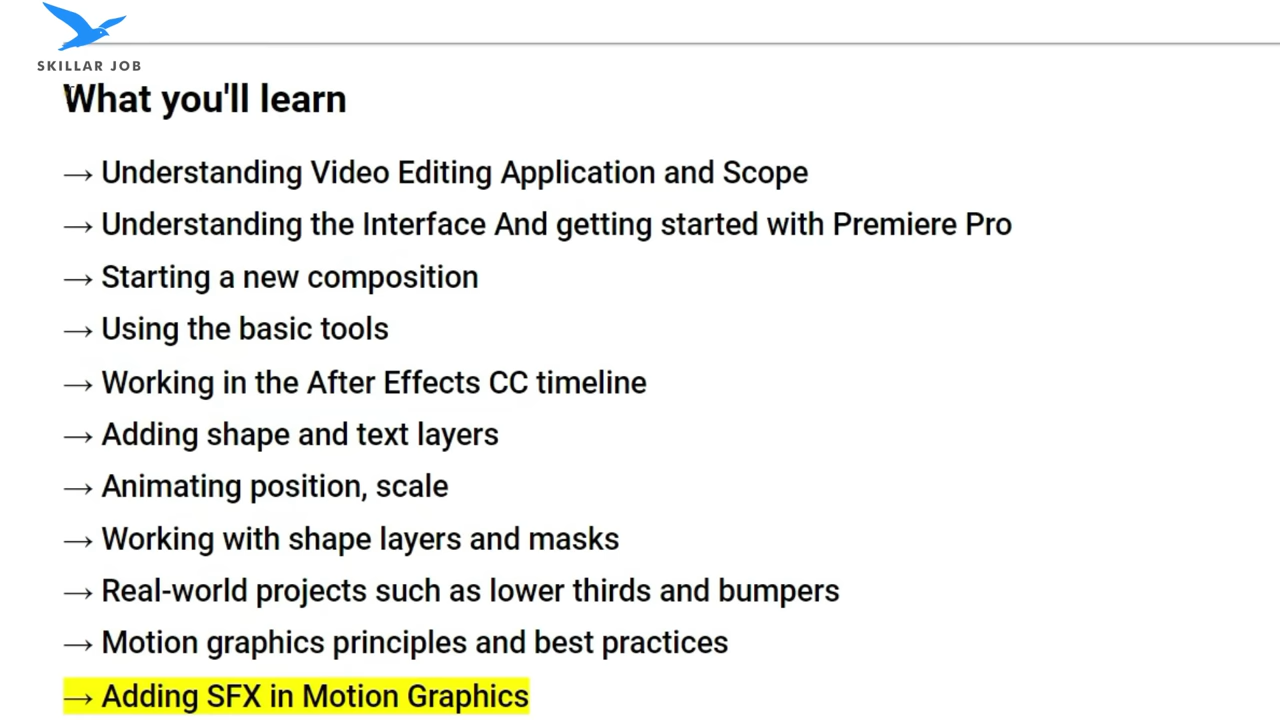 SKILLAR JOB
What you'll learn
→ Understanding Video Editing Application and Scope
→ Understanding the Interface And getting started with Premiere Pro
→ Starting a new composition
→ Using the basic tools
→ Working in the After Effects CC timeline
→ Adding shape and text layers
→ Animating position, scale
→ Working with shape layers and masks
→ Real-world projects such as lower thirds and bumpers
→ Motion graphics principles and best practices
→ Adding SFX in Motion Graphics